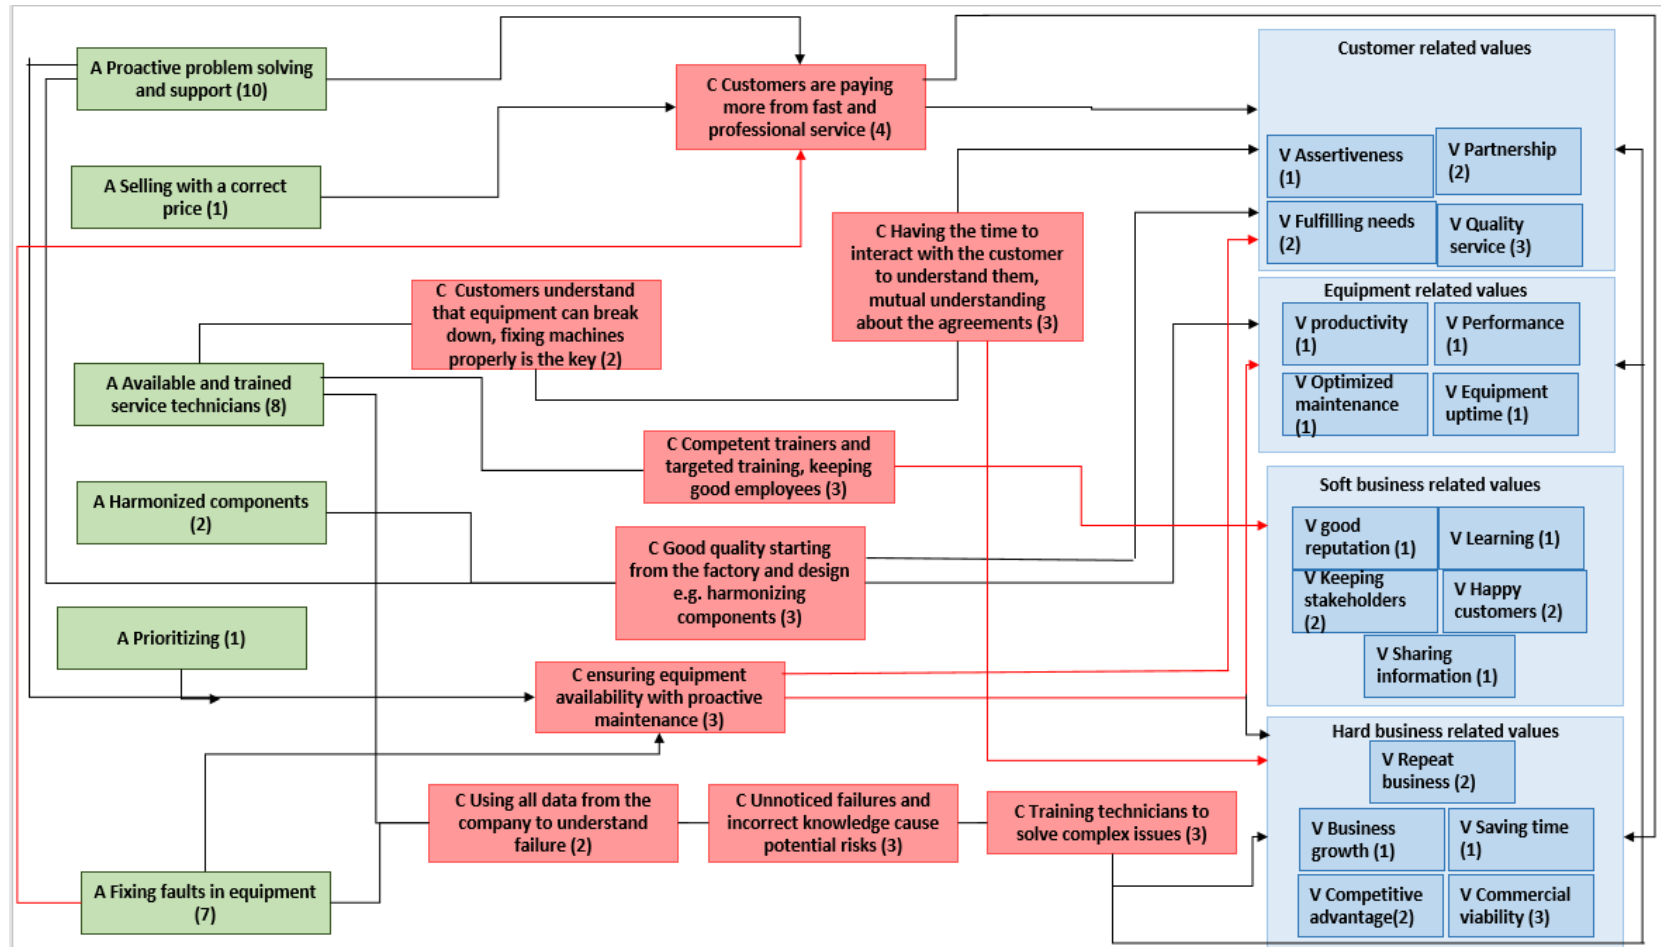 A Proactive problem solving
and support (10)
A Selling with a correct
price (1)
A Available and trained
service technicians (8)
A Harmonized components
(2)
A Prioritizing (1)
A Fixing faults in equipment
(7)
C Customers are paying
more from fast and
professional service (4)
C Having the time to
interact with the customer
to understand them,
mutual understanding
about the agreements (3)
C Customers understand
that equipment can break
down, fixing machines
properly is the key (2)
C Competent trainers and
targeted training, keeping
good employees (3)
C Good quality starting
from the factory and design
e.g. harmonizing
components (3)
C ensuring equipment
availability with proactive
maintenance (3)
C Using all data from the
company to understand
failure (2)
C Unnoticed failures and
incorrect knowledge cause
potential risks (3)
C Training technicians to
solve complex issues (3)
Customer related values
V Assertiveness
(1)
V Partnership
(2)
V Fulfilling needs
(2)
V Quality
service (3)
Equipment related values
V productivity
(1)
V Performance
(1)
V Optimized
maintenance
(1)
V Equipment
uptime (1)
Soft business related values
V good
reputation (1)
V Learning (1)
V Keeping
stakeholders
(2)
V Happy
customers (2)
V Sharing
information (1)
Hard business related values
V Repeat
business (2)
V Business
growth (1)
V Saving time
(1)
V Competitive
advantage(2)
V Commercial
viability (3)